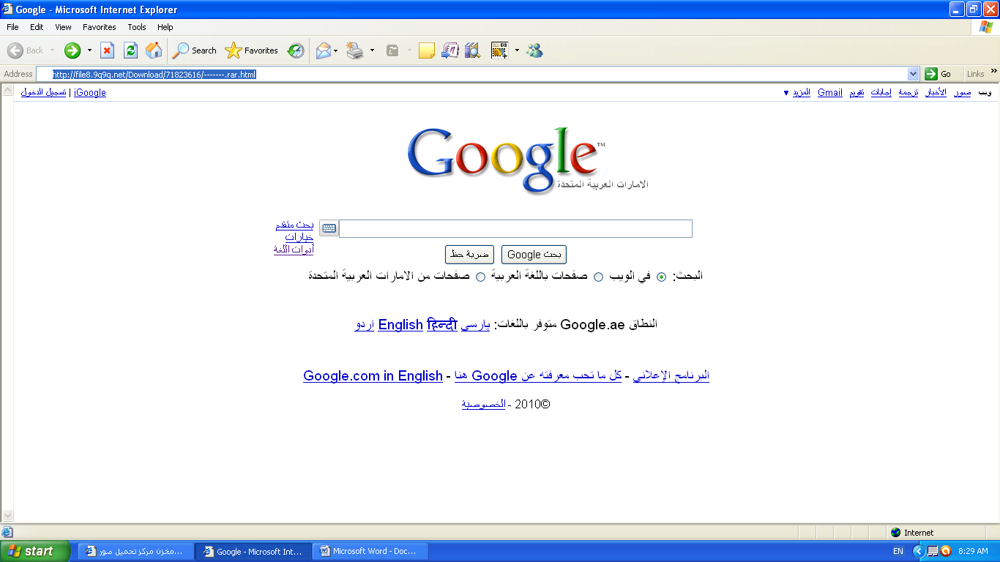 Google - Microsoft Internet Explorer
File Edit View Favorites Tools Help
Back Search Favorites
Address http://file8.9q9q.net/Download/71823616/-------.rar.html Go Links »
ويب صور الأخبار ترجمة إجابات تقويم Gmail المزيد ▼
iGoogle | تسجيل الدخول
Google™
الامارات العربية المتحدة
بحث متقدم
خيارات
أدوات اللغة
بحث Google ضربة حظ
البحث: في الويب صفحات باللغة العربية صفحات من الامارات العربية المتحدة
النطاق Google.ae متوفر باللغات: پارسی हिन्दी English اردو
البرنامج الإعلاني - كل ما تحب معرفته عن Google هنا - Google.com in English
©2010 - الخصوصية
Internet
start مخزن مركز تحميل صور... Google - Microsoft Int... Microsoft Word - Doc... EN 8:29 AM